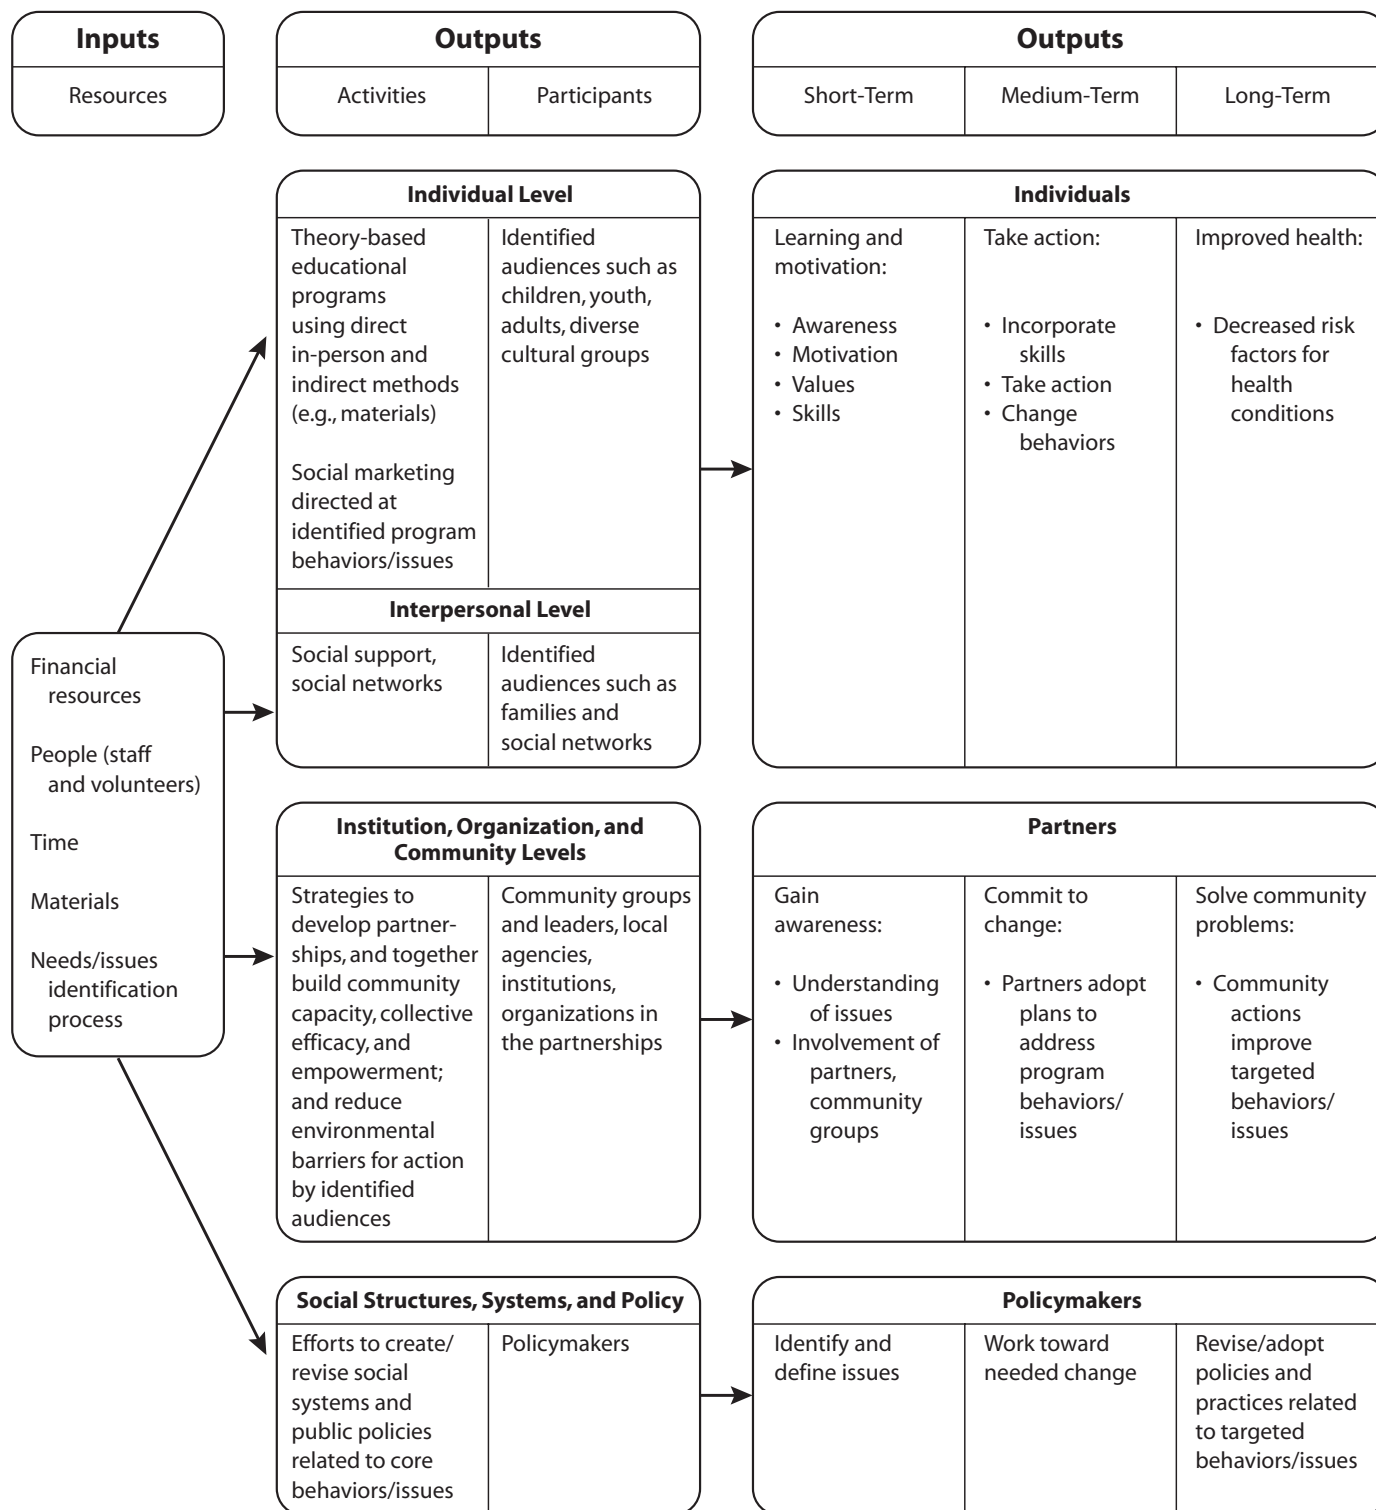 Inputs
Resources
Outputs
Activities
Participants
Outputs
Short-Term
Medium-Term
Long-Term
Financial
resources
People (staff
and volunteers)
Time
Materials
Needs/issues
identification
process
Individual Level
Theory-based
educational
programs
using direct
in-person and
indirect methods
(e.g., materials)
Social marketing
directed at
identified program
behaviors/issues
Identified
audiences such as
children, youth,
adults, diverse
cultural groups
Interpersonal Level
Social support,
social networks
Identified
audiences such as
families and
social networks
Individuals
Learning and
motivation:
• Awareness
• Motivation
• Values
• Skills
Take action:
• Incorporate
skills
• Take action
• Change
behaviors
Improved health:
• Decreased risk
factors for
health
conditions
Institution, Organization, and
Community Levels
Strategies to
develop partner-
ships, and together
build community
capacity, collective
efficacy, and
empowerment;
and reduce
environmental
barriers for action
by identified
audiences
Community groups
and leaders, local
agencies,
institutions,
organizations in
the partnerships
Partners
Gain
awareness:
• Understanding
of issues
• Involvement of
partners,
community
groups
Commit to
change:
• Partners adopt
plans to
address
program
behaviors/
issues
Solve community
problems:
• Community
actions
improve
targeted
behaviors/
issues
Social Structures, Systems, and Policy
Efforts to create/
revise social
systems and
public policies
related to core
behaviors/issues
Policymakers
Policymakers
Identify and
define issues
Work toward
needed change
Revise/adopt
policies and
practices related
to targeted
behaviors/issues